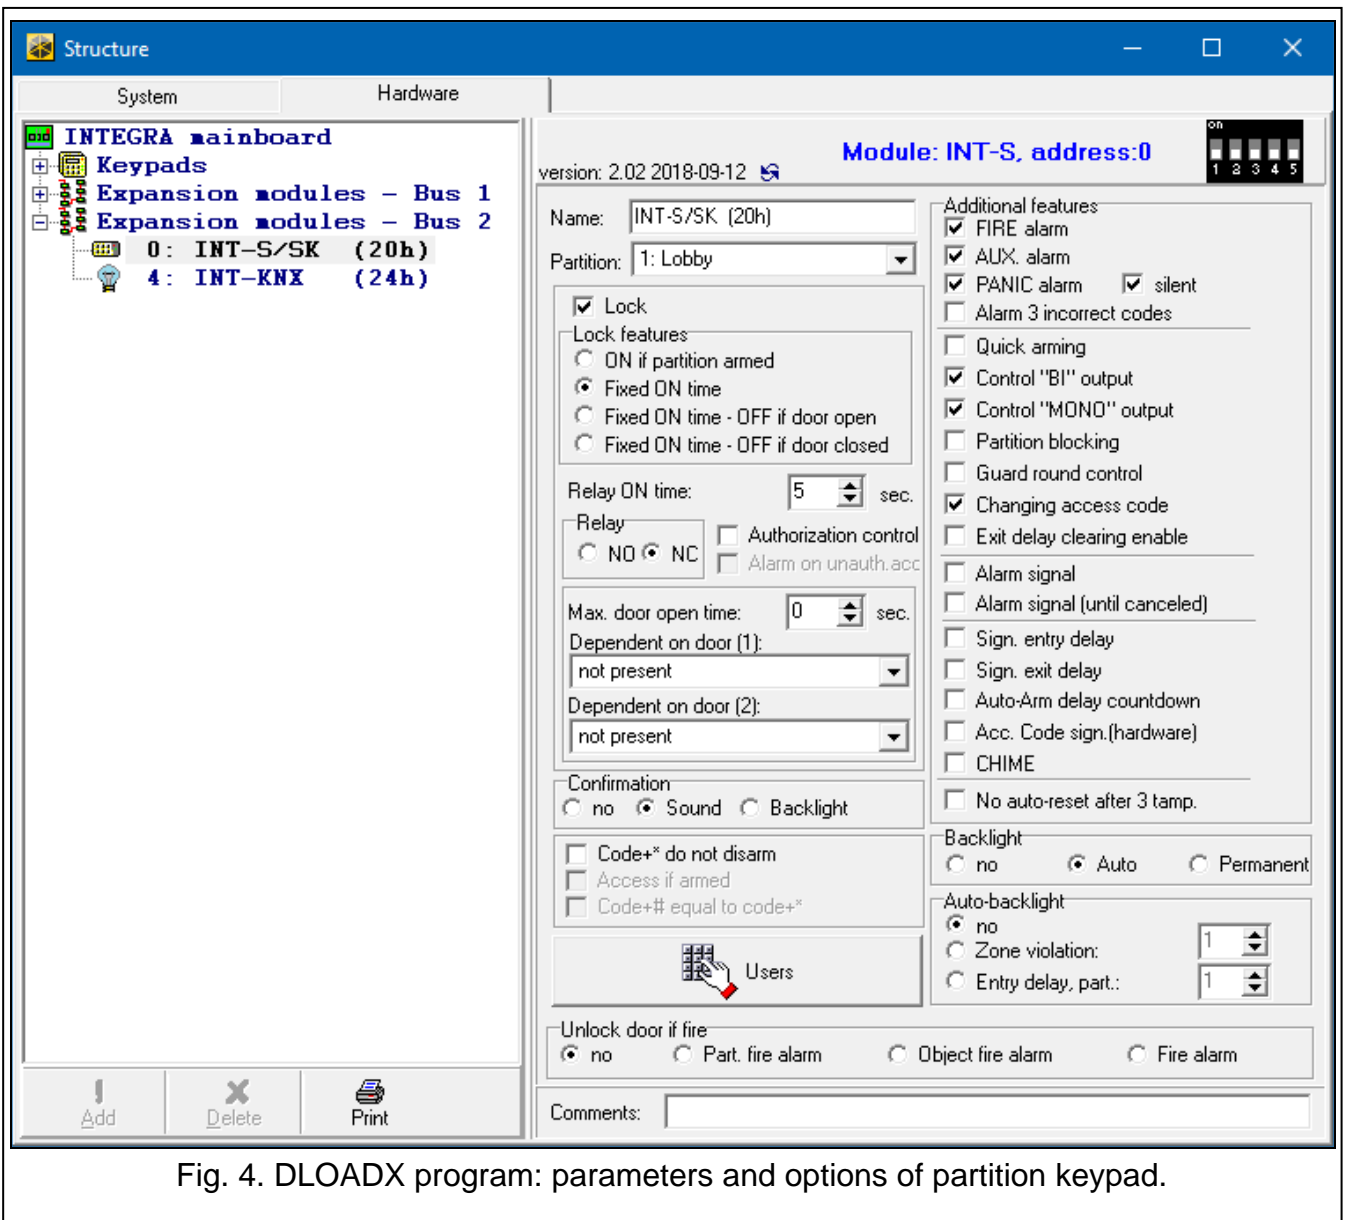 Structure
System
Hardware
INTEGRA mainboard
Keypads
Expansion modules - Bus 1
Expansion modules - Bus 2
0: INT-S/SK (20h)
4: INT-KNX (24h)
Add
Delete
Print
version: 2.02 2018-09-12
Module: INT-S, address:0
on
1 2 3 4 5
Name: INT-S/SK (20h)
Partition: 1: Lobby
Lock
Lock features
ON if partition armed
Fixed ON time
Fixed ON time - OFF if door open
Fixed ON time - OFF if door closed
Relay ON time: 5 sec.
Relay
NO NC
Authorization control
Alarm on unauth.acc
Max. door open time: 0 sec.
Dependent on door (1):
not present
Dependent on door (2):
not present
Confirmation
no Sound Backlight
Code+* do not disarm
Access if armed
Code+# equal to code+*
Users
Additional features
FIRE alarm
AUX. alarm
PANIC alarm silent
Alarm 3 incorrect codes
Quick arming
Control "BI" output
Control "MONO" output
Partition blocking
Guard round control
Changing access code
Exit delay clearing enable
Alarm signal
Alarm signal (until canceled)
Sign. entry delay
Sign. exit delay
Auto-Arm delay countdown
Acc. Code sign.(hardware)
CHIME
No auto-reset after 3 tamp.
Backlight
no Auto Permanent
Auto-backlight
no
Zone violation: 1
Entry delay, part.: 1
Unlock door if fire
no Part. fire alarm Object fire alarm Fire alarm
Comments:
Fig. 4. DLOADX program: parameters and options of partition keypad.